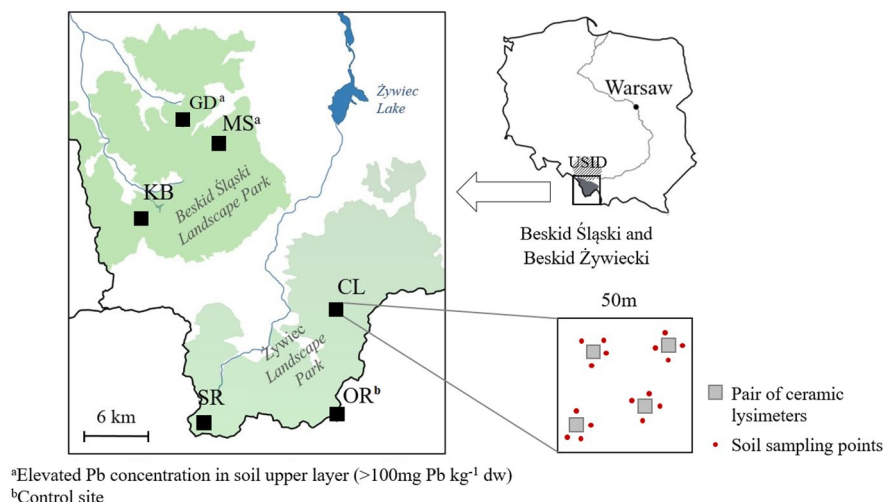 GDᵃ
MSᵃ
KB
Beskid Śląski
Landscape Park
Żywiec
Lake
CL
Żywiec
Landscape
Park
SR
ORᵇ
6 km
Warsaw
USID
Beskid Śląski and
Beskid Żywiecki
50m
Pair of ceramic
lysimeters
Soil sampling points
ᵃElevated Pb concentration in soil upper layer (>100mg Pb kg⁻¹ dw)
ᵇControl site